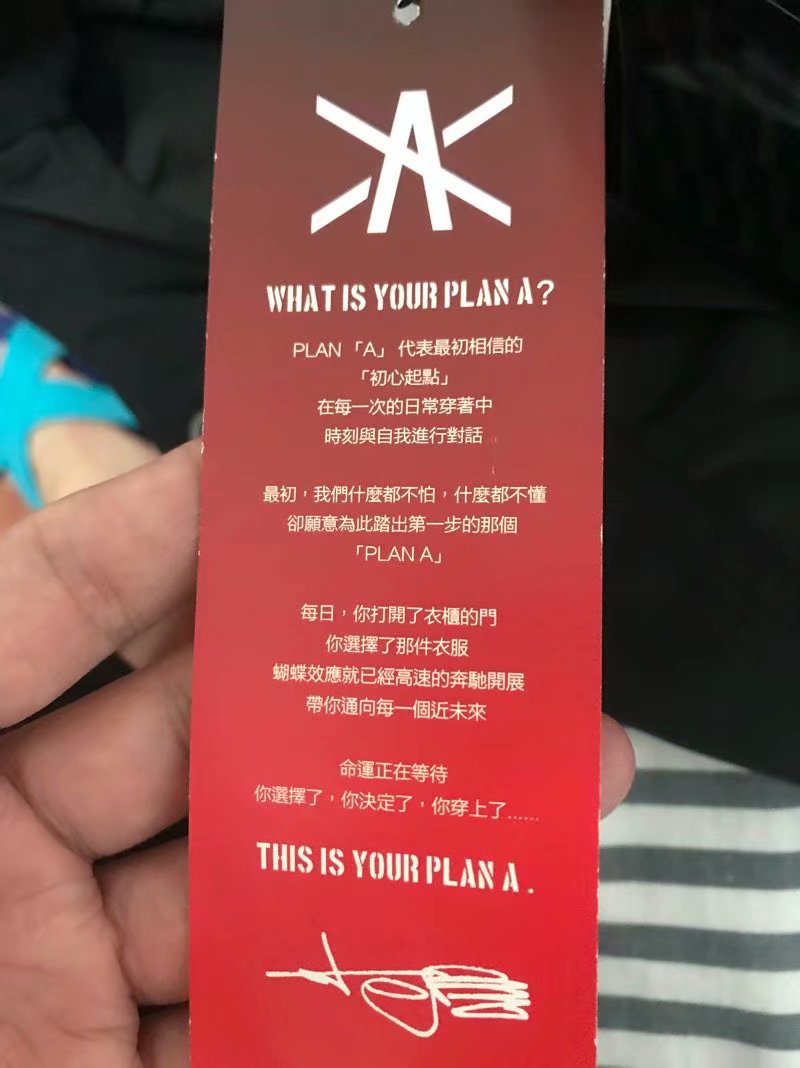 A
WHAT IS YOUR PLAN A?
PLAN「A」代表最初相信的
「初心起點」
在每一次的日常穿著中
時刻與自我進行對話
最初，我們什麼都不怕，什麼都不懂
卻願意為此踏出第一步的那個
「PLAN A」
每日，你打開了衣櫃的門
你選擇了那件衣服
蝴蝶效應就已經高速的奔馳開展
帶你通向每一個近未來
命運正在等待
你選擇了，你決定了，你穿上了......
THIS IS YOUR PLAN A.